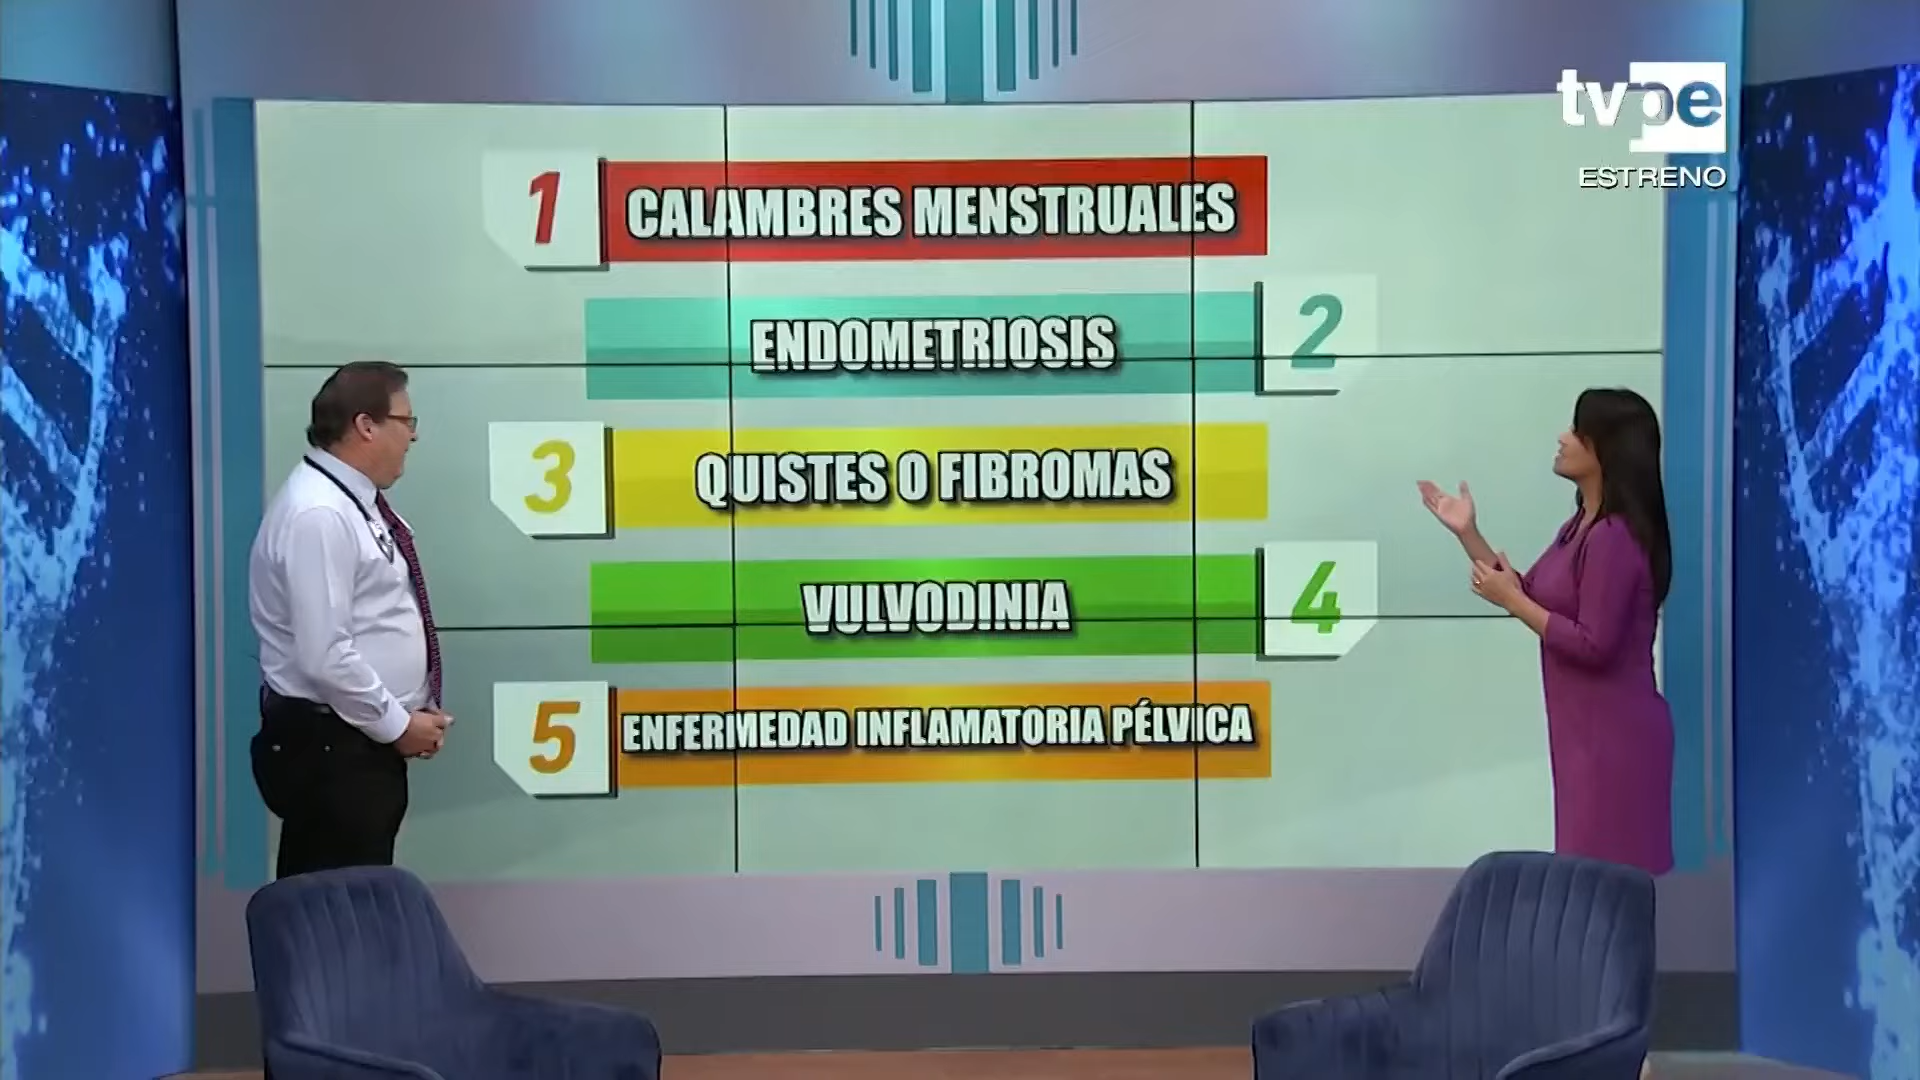 tvpe
ESTRENO
1 CALAMBRES MENSTRUALES
ENDOMETRIOSIS 2
3 QUISTES O FIBROMAS
VULVODINIA 4
5 ENFERMEDAD INFLAMATORIA PÉLVICA